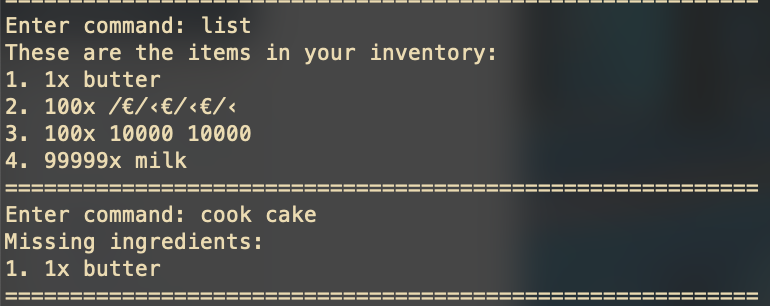 ============================================================
Enter command: list
These are the items in your inventory:
1. 1x butter
2. 100x /€/‹€/‹€/‹
3. 100x 10000 10000
4. 99999x milk
============================================================
Enter command: cook cake
Missing ingredients:
1. 1x butter
============================================================